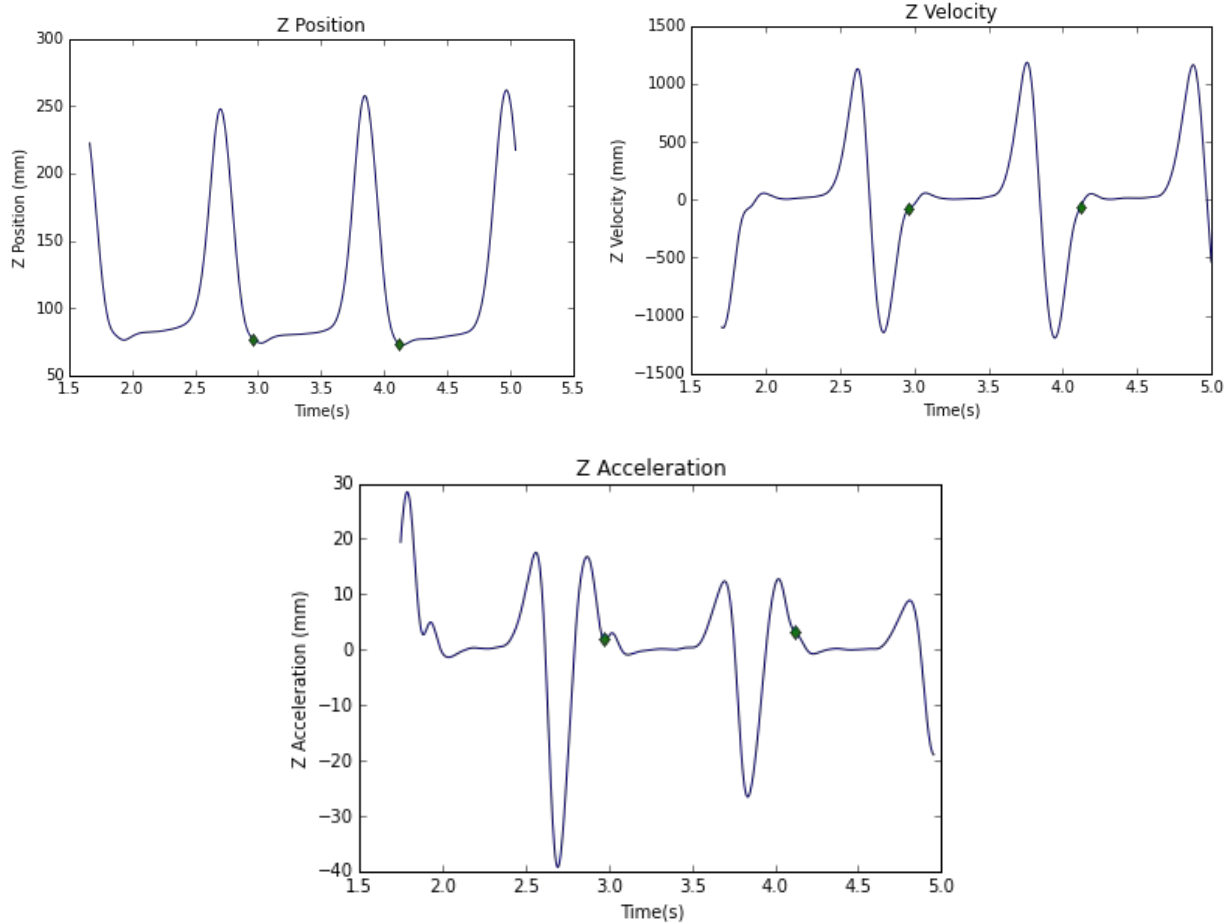 Z Position
Z Position (mm)
300
250
200
150
100
50
1.5 2.0 2.5 3.0 3.5 4.0 4.5 5.0 5.5
Time(s)
Z Velocity
Z Velocity (mm)
1500
1000
500
0
−500
−1000
−1500
1.5 2.0 2.5 3.0 3.5 4.0 4.5 5.0
Time(s)
Z Acceleration
Z Acceleration (mm)
30
20
10
0
−10
−20
−30
−40
1.5 2.0 2.5 3.0 3.5 4.0 4.5 5.0
Time(s)